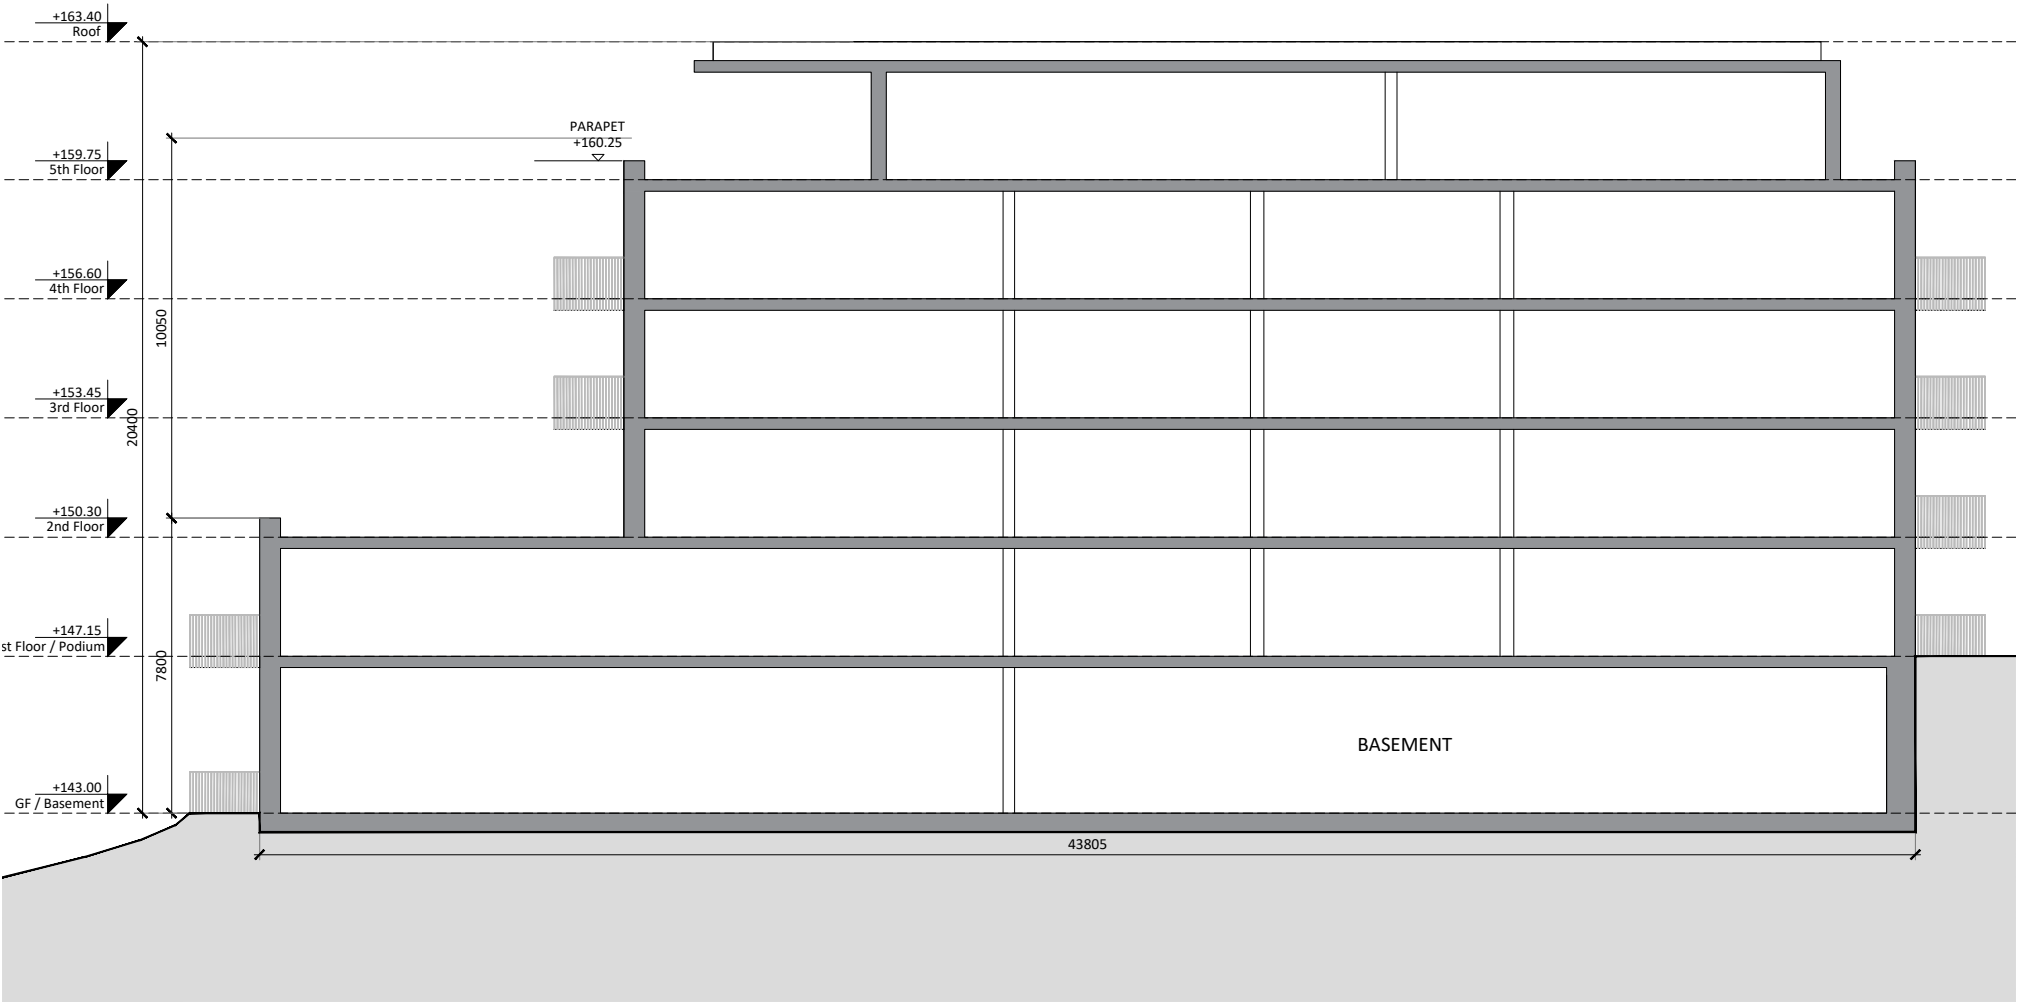 +163.40
Roof
PARAPET
+160.25
+159.75
5th Floor
+156.60
4th Floor
10050
+153.45
3rd Floor
20400
+150.30
2nd Floor
+147.15
st Floor / Podium
7800
BASEMENT
+143.00
GF / Basement
43805